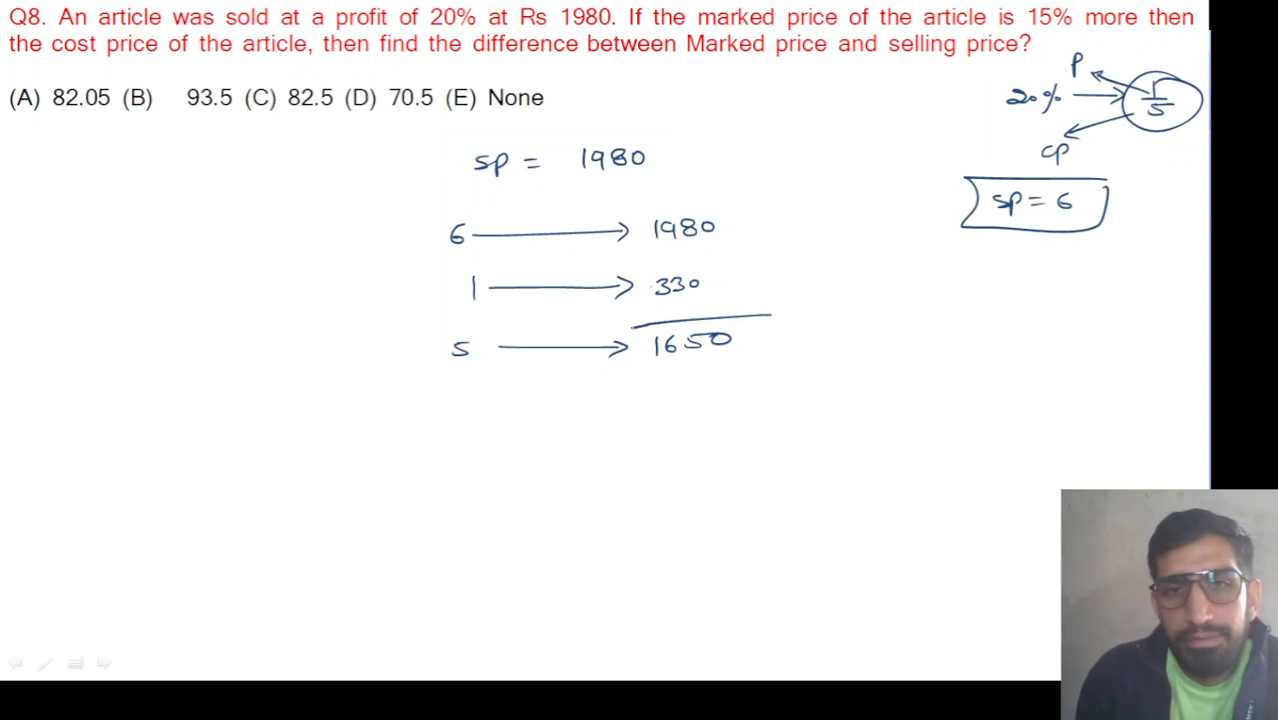 Q8. An article was sold at a profit of 20% at Rs 1980. If the marked price of the article is 15% more then
the cost price of the article, then find the difference between Marked price and selling price?
(A) 82.05 (B) 93.5 (C) 82.5 (D) 70.5 (E) None
P
20% → 1/5
CP
SP = 6
SP = 1980
6 → 1980
1 → 330
5 → 1650